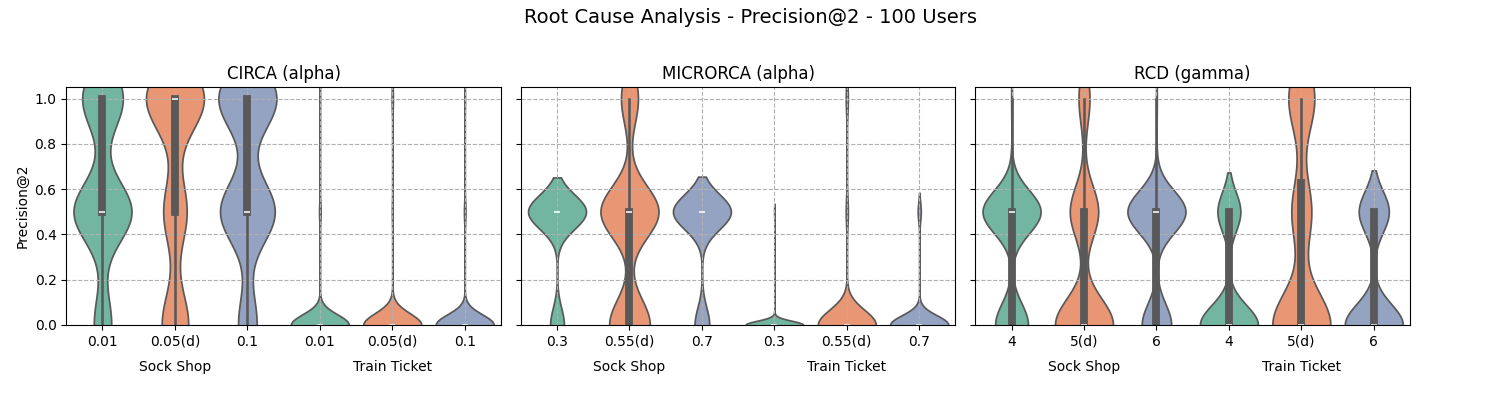 Root Cause Analysis - Precision@2 - 100 Users
CIRCA (alpha)
MICRORCA (alpha)
RCD (gamma)
Precision@2
1.0
0.8
0.6
0.4
0.2
0.0
0.01 0.05(d) 0.1 0.01 0.05(d) 0.1
Sock Shop Train Ticket
0.3 0.55(d) 0.7 0.3 0.55(d) 0.7
Sock Shop Train Ticket
4 5(d) 6 4 5(d) 6
Sock Shop Train Ticket